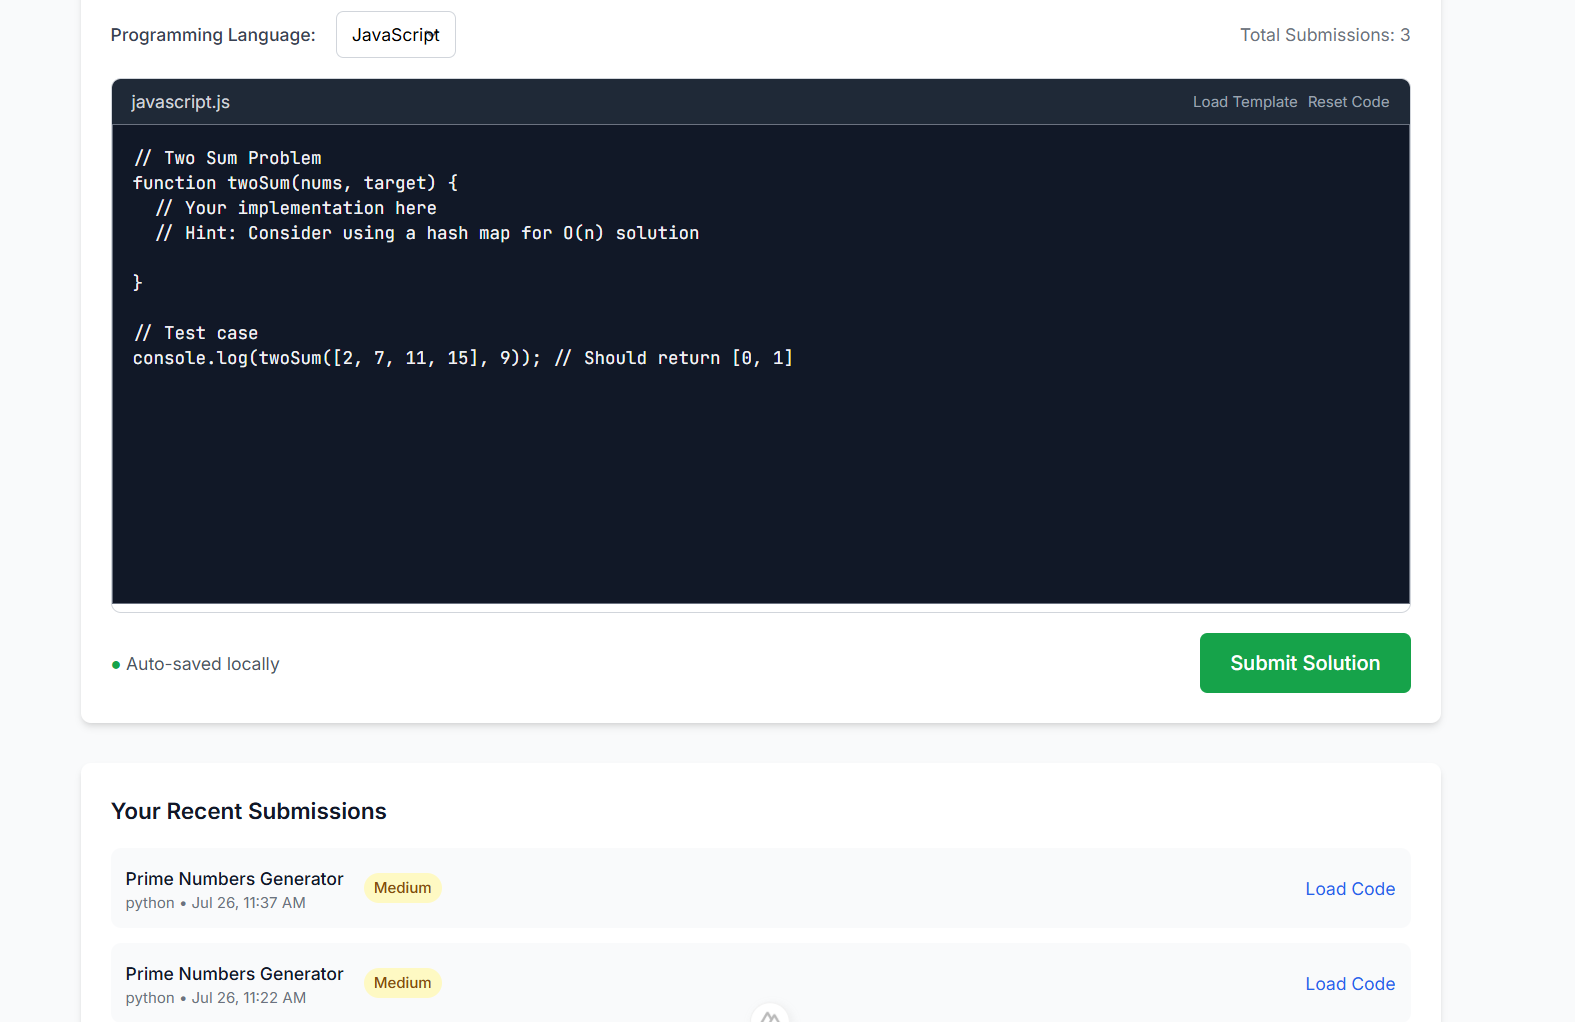 Programming Language:
JavaScript
Total Submissions: 3
javascript.js
Load Template Reset Code
// Two Sum Problem
function twoSum(nums, target) {
  // Your implementation here
  // Hint: Consider using a hash map for O(n) solution
}
// Test case
console.log(twoSum([2, 7, 11, 15], 9)); // Should return [0, 1]
• Auto-saved locally
Submit Solution
Your Recent Submissions
Prime Numbers Generator
python • Jul 26, 11:37 AM
Medium
Load Code
Prime Numbers Generator
python • Jul 26, 11:22 AM
Medium
Load Code